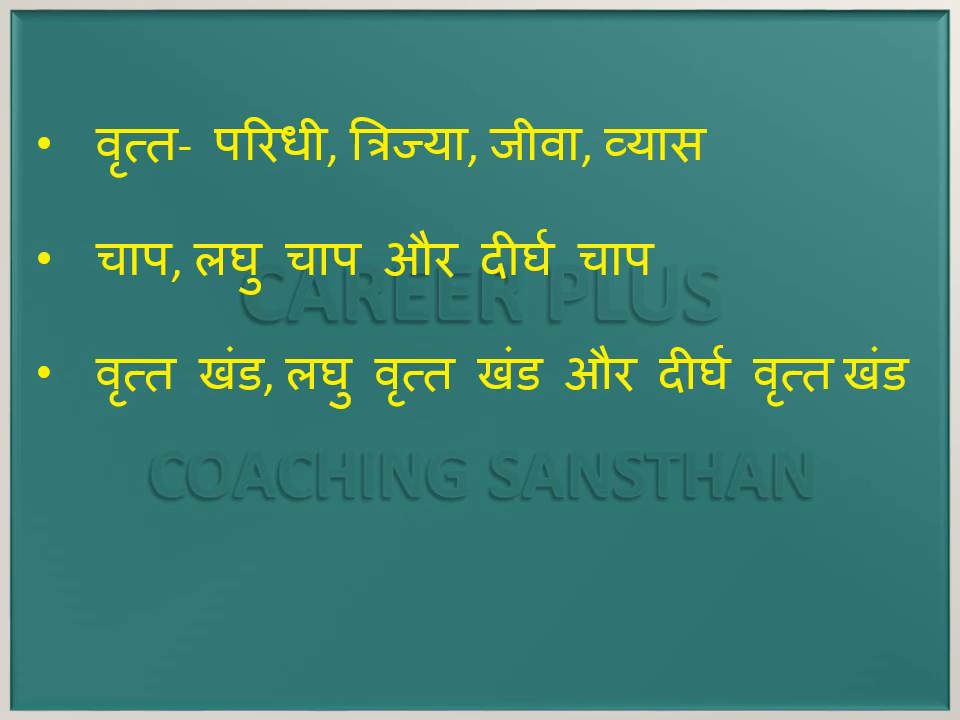 • वृत्त- परिधी, त्रिज्या, जीवा, व्यास
• चाप, लघु चाप और दीर्घ चाप
CAREER PLUS
• वृत्त खंड, लघु वृत्त खंड और दीर्घ वृत्त खंड
COACHING SANSTHAN